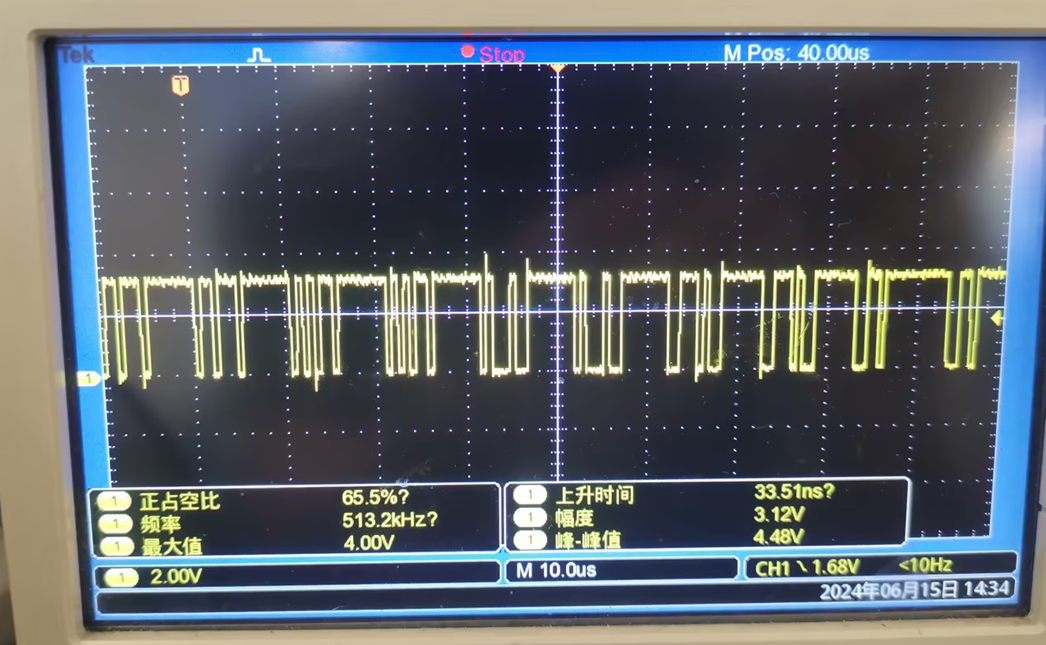 Tek Stop M Pos: 40.00us
T
1
1 正占空比 65.5%? 1 上升时间 33.51ns?
1 频率 513.2kHz? 1 幅度 3.12V
1 最大值 4.00V 1 峰-峰值 4.48V
1 2.00V M 10.0us CH1 1.68V <10Hz
2024年06月15日 14:34